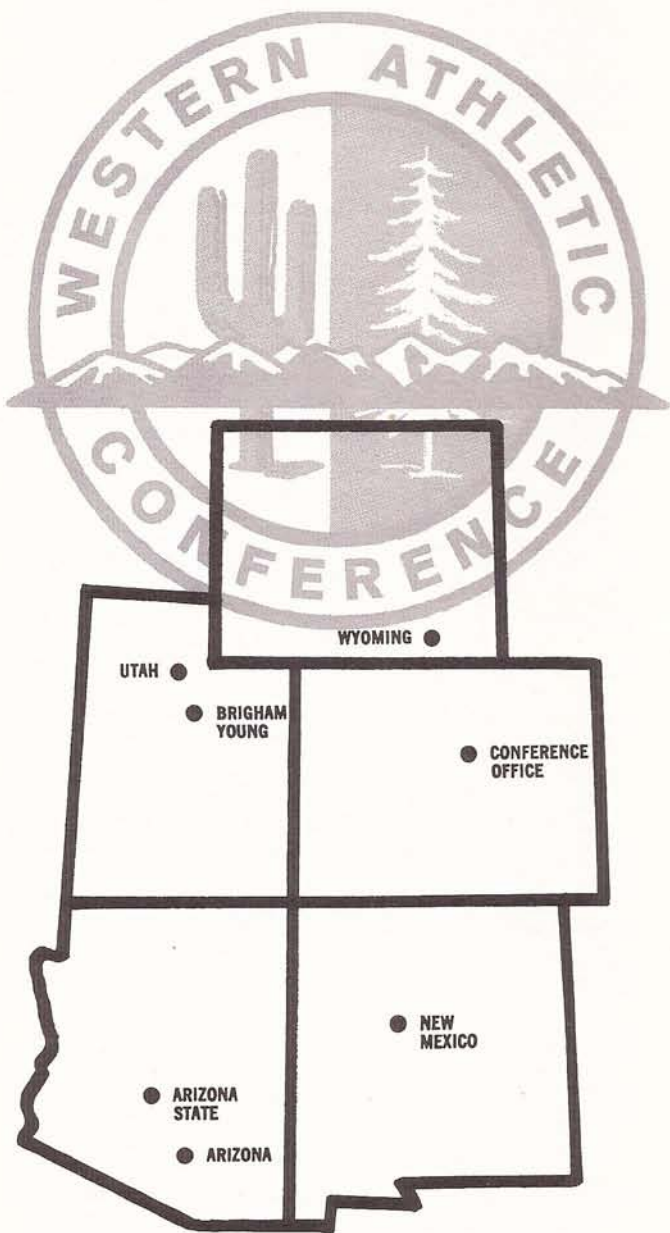 WESTERN ATHLETIC
CONFERENCE
WYOMING
UTAH
BRIGHAM
YOUNG
CONFERENCE
OFFICE
NEW
MEXICO
ARIZONA
STATE
ARIZONA